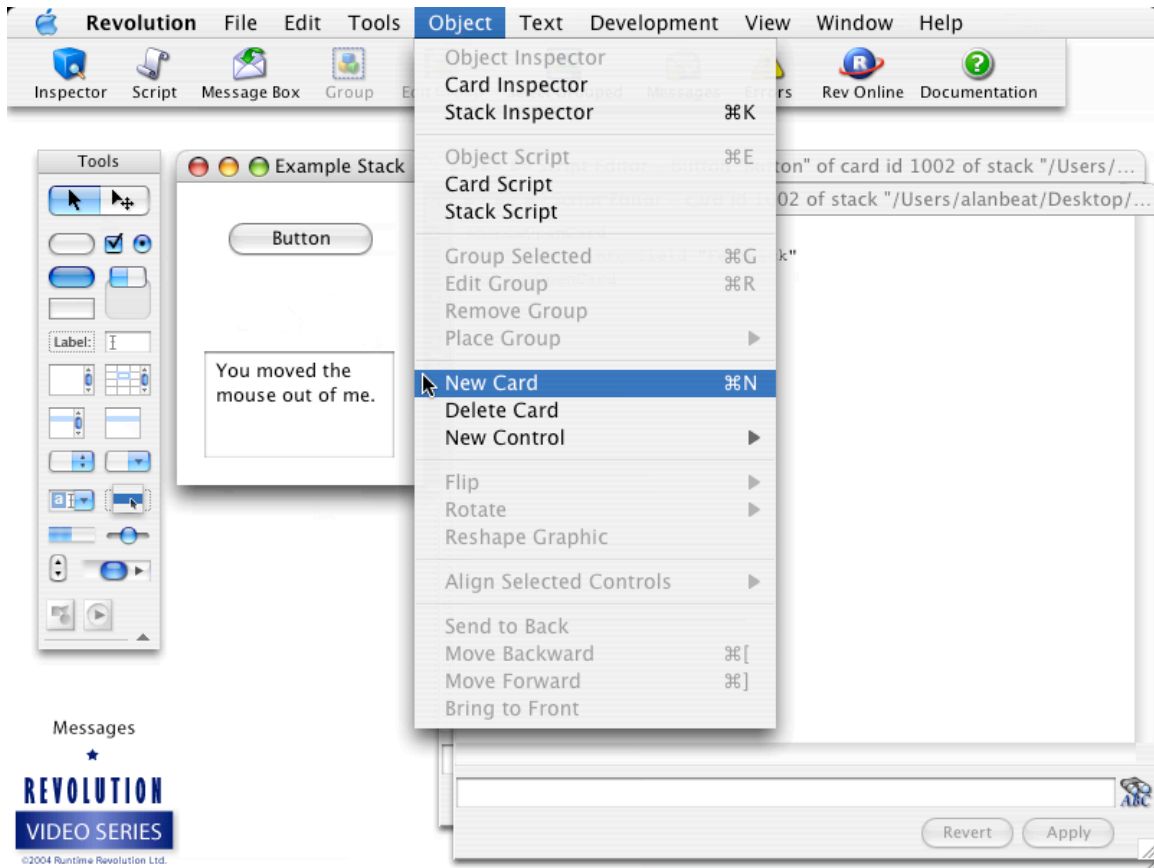 Revolution File Edit Tools Object Text Development View Window Help
Inspector Script Message Box Group Errors Rev Online Documentation
Object Inspector
Card Inspector
Stack Inspector ⌘K
Object Script ⌘E
Card Script
Stack Script
Group Selected ⌘G
Edit Group ⌘R
Remove Group
Place Group
New Card ⌘N
Delete Card
New Control
Flip
Rotate
Reshape Graphic
Align Selected Controls
Send to Back
Move Backward ⌘[
Move Forward ⌘]
Bring to Front
Tools
Label:
Example Stack
Button
You moved the
mouse out of me.
of card id 1002 of stack "/Users/...
02 of stack "/Users/alanbeat/Desktop/...
Revert Apply
ABC
Messages
REVOLUTION
VIDEO SERIES
©2004 Runtime Revolution Ltd.